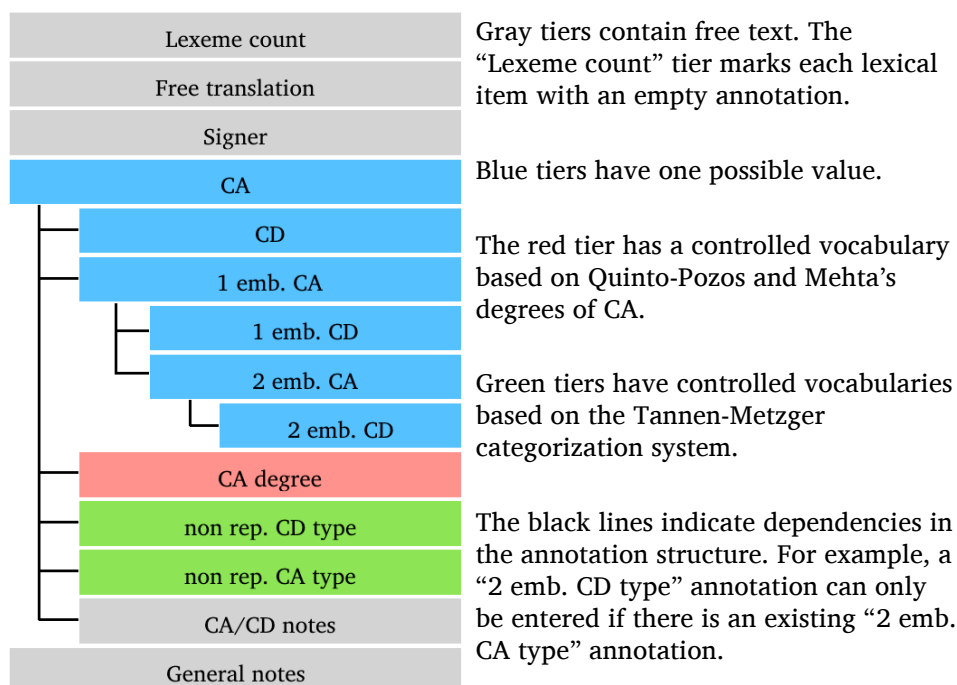 Lexeme count
Free translation
Signer
CA
CD
1 emb. CA
1 emb. CD
2 emb. CA
2 emb. CD
CA degree
non rep. CD type
non rep. CA type
CA/CD notes
General notes
Gray tiers contain free text. The
“Lexeme count” tier marks each lexical
item with an empty annotation.
Blue tiers have one possible value.
The red tier has a controlled vocabulary
based on Quinto-Pozos and Mehta’s
degrees of CA.
Green tiers have controlled vocabularies
based on the Tannen-Metzger
categorization system.
The black lines indicate dependencies in
the annotation structure. For example, a
“2 emb. CD type” annotation can only
be entered if there is an existing “2 emb.
CA type” annotation.